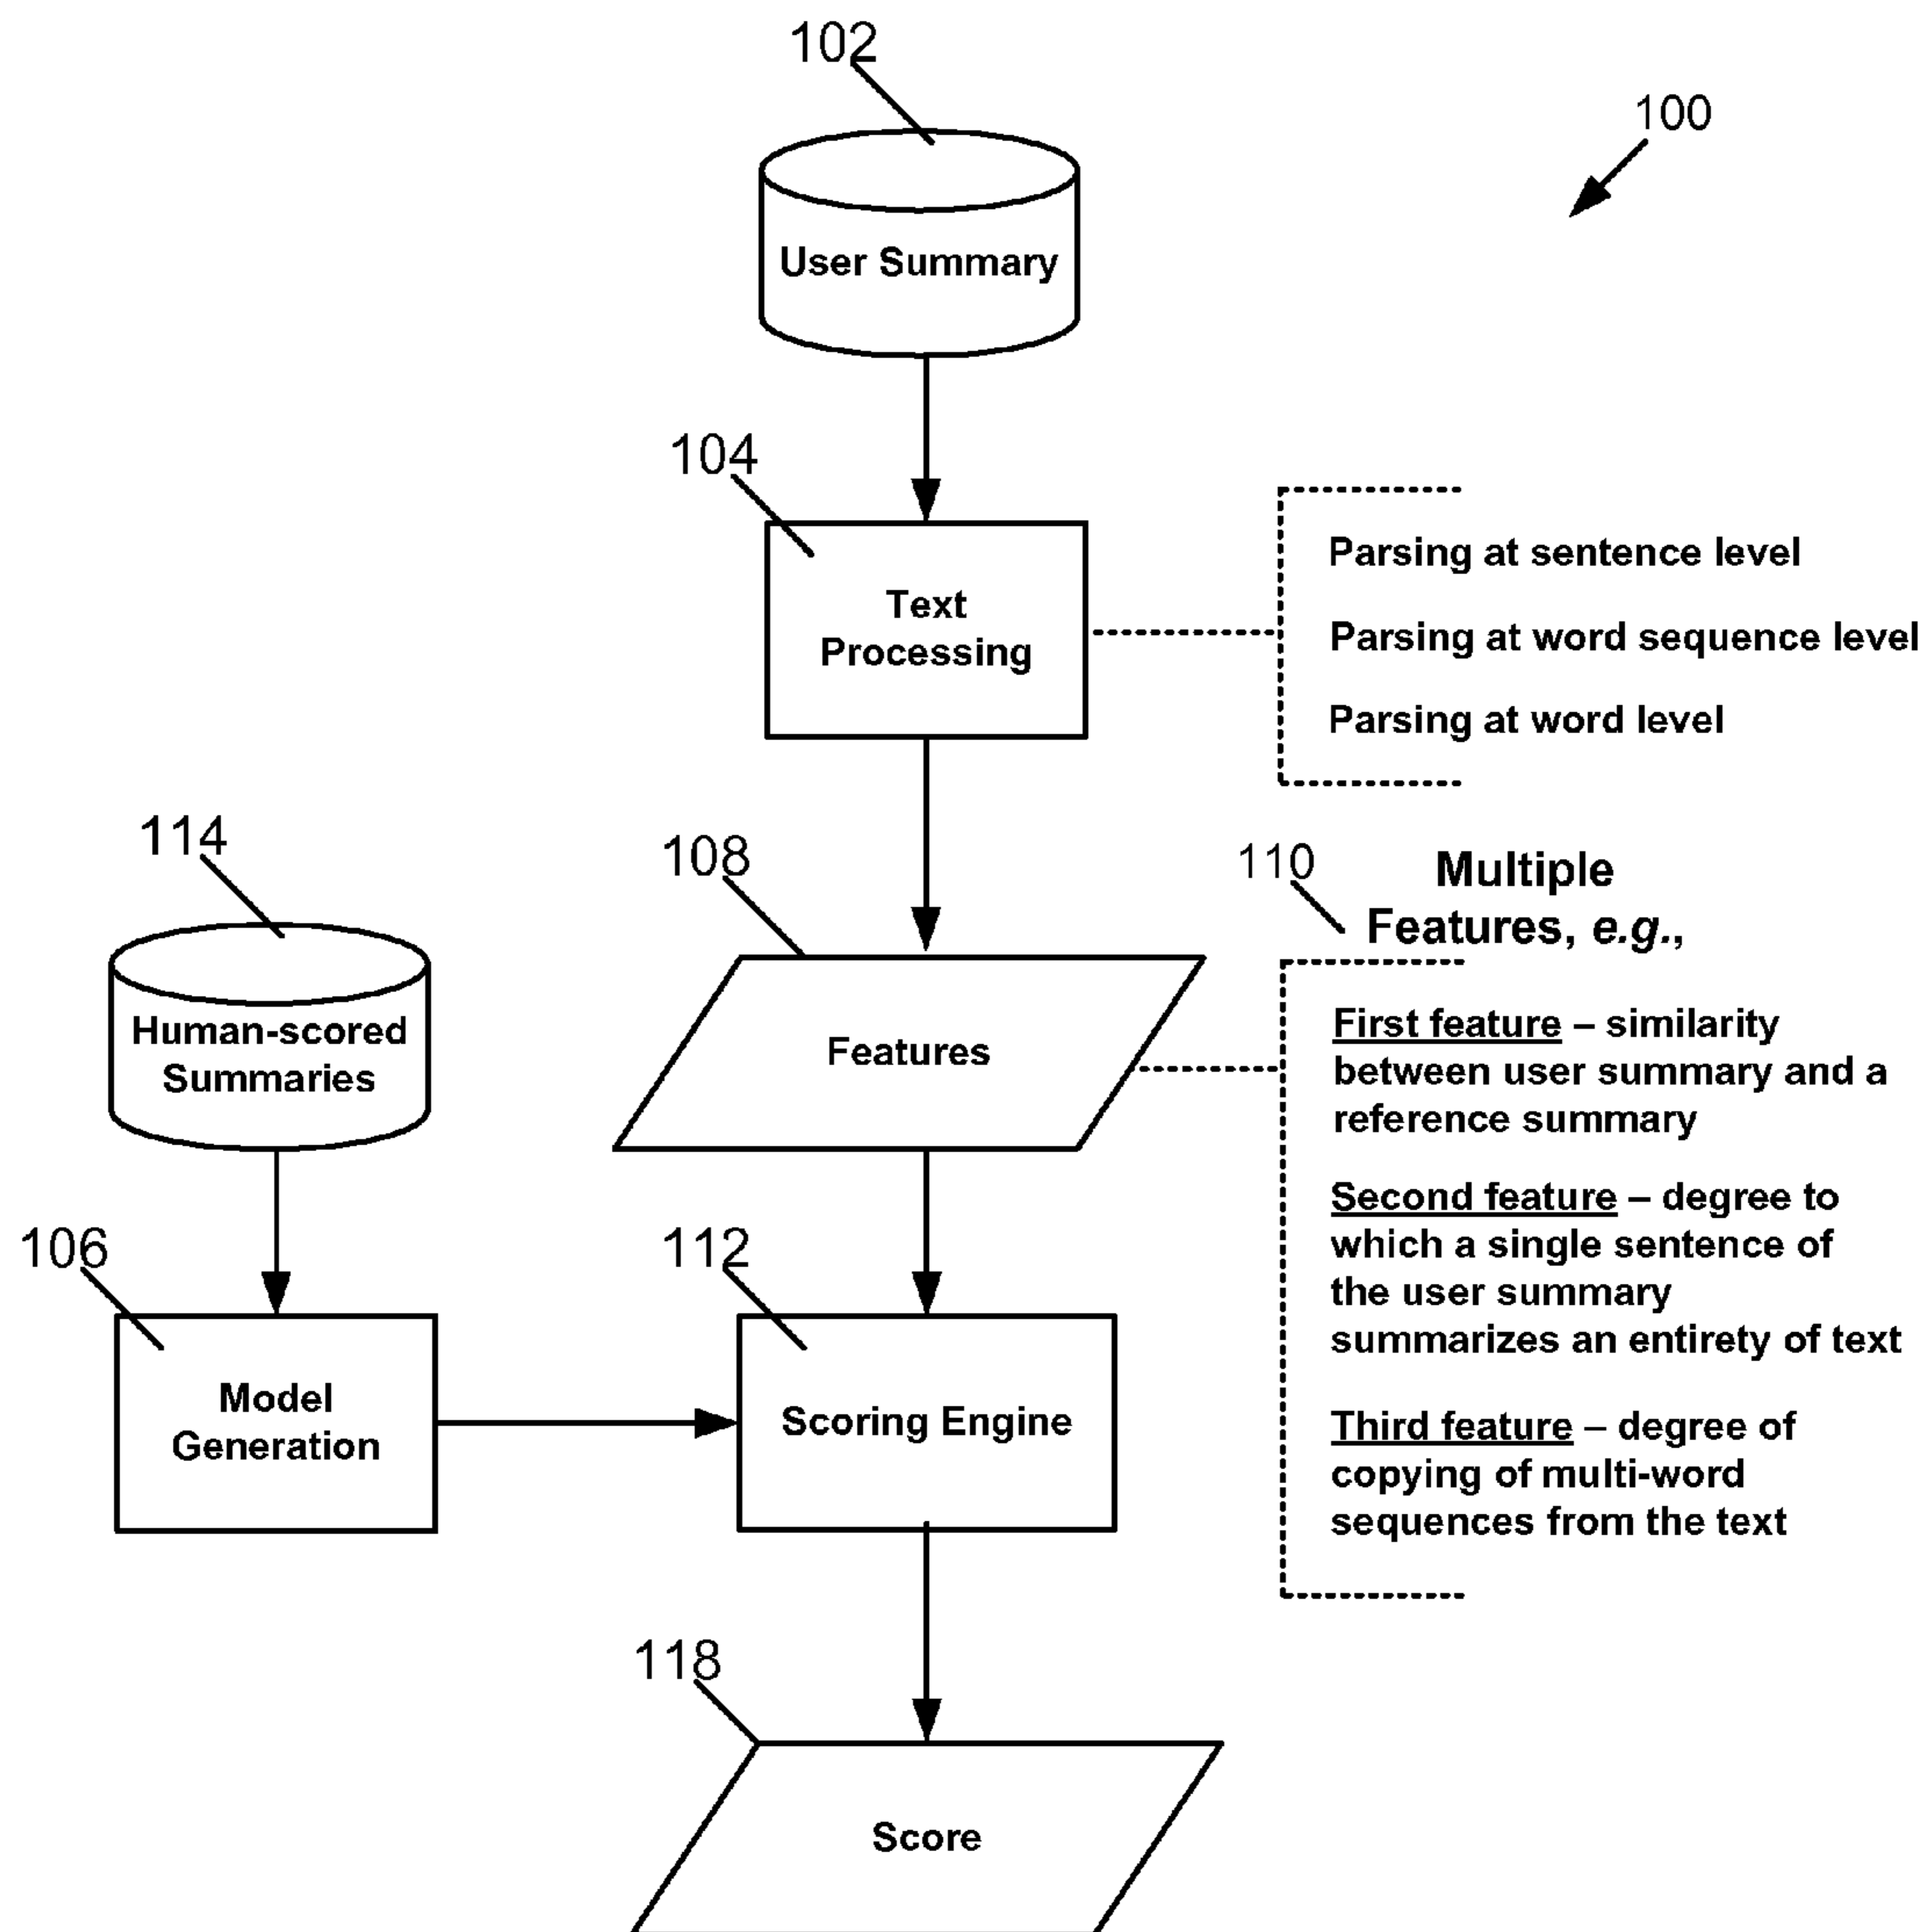 102
100
User Summary
104
Text
Processing
Parsing at sentence level
Parsing at word sequence level
Parsing at word level
114
108
110
Multiple
Features, e.g.,
Human-scored
Summaries
Features
First feature – similarity
between user summary and a
reference summary
Second feature – degree to
which a single sentence of
the user summary
summarizes an entirety of text
Third feature – degree of
copying of multi-word
sequences from the text
106
112
Model
Generation
Scoring Engine
118
Score